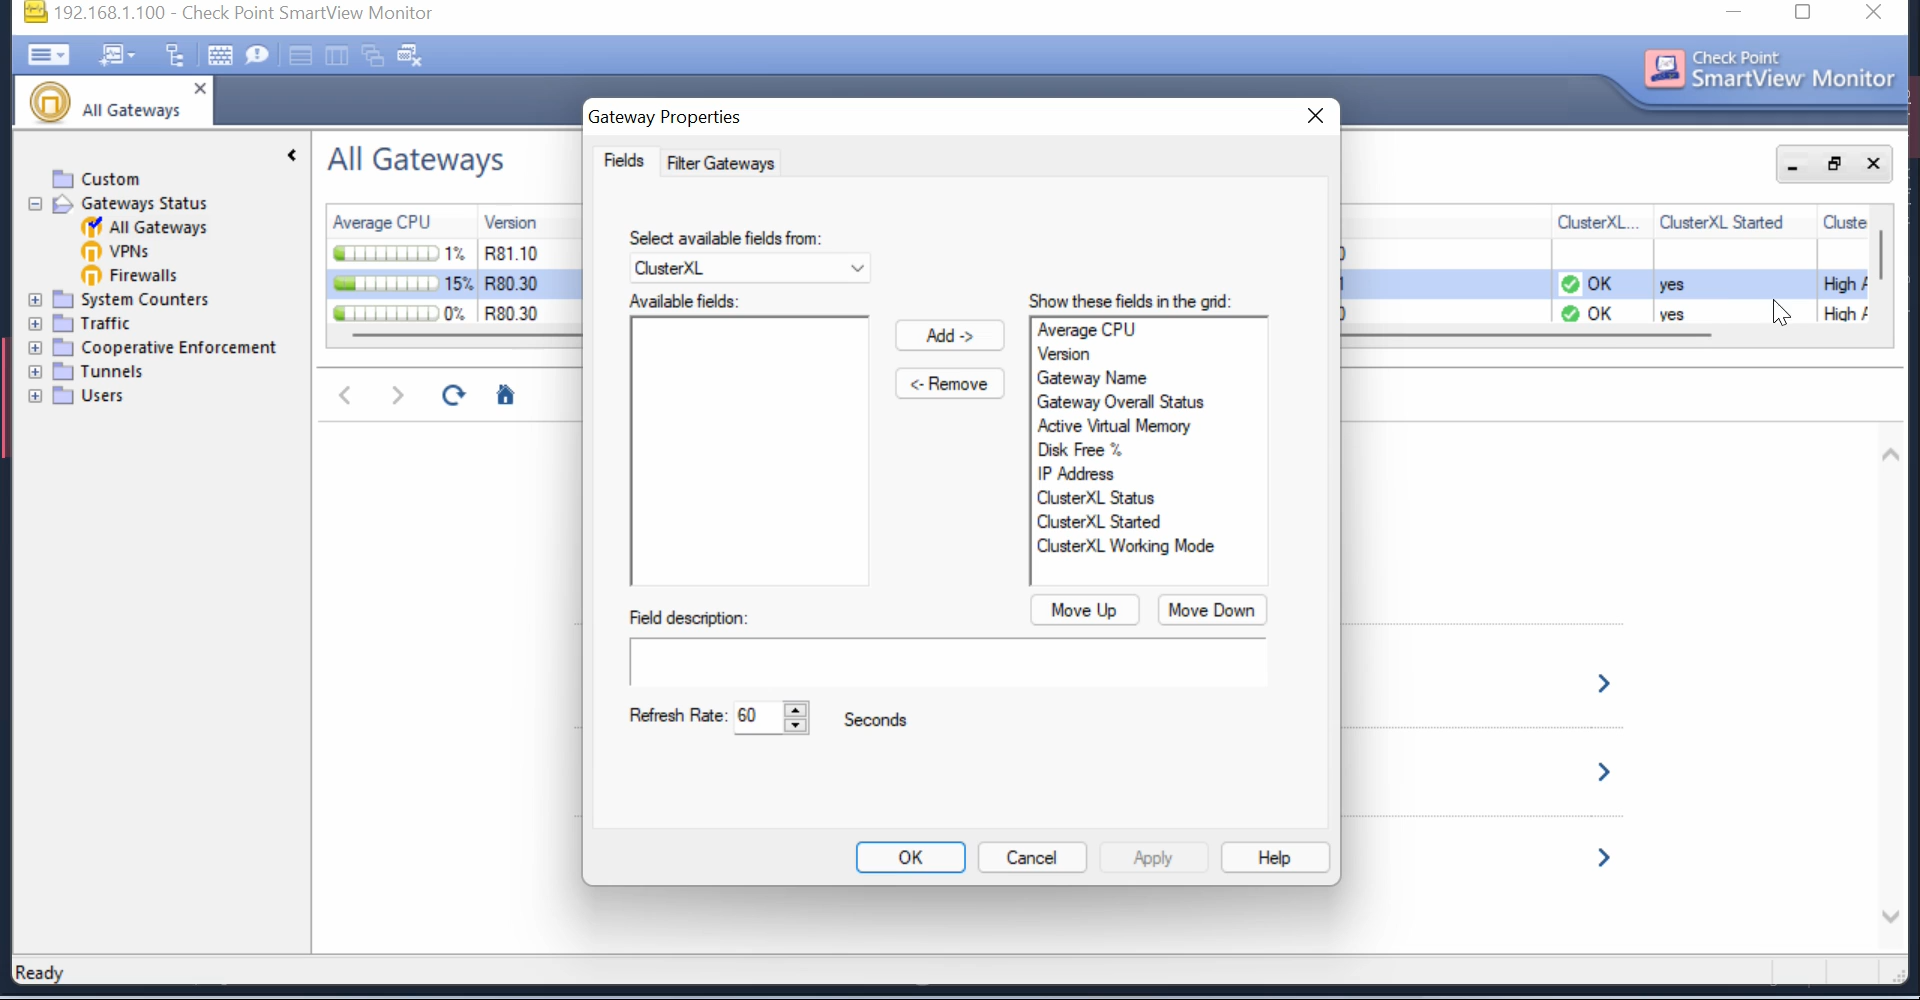 192.168.1.100 - Check Point SmartView Monitor
Check Point
SmartView Monitor
All Gateways
Custom
Gateways Status
All Gateways
VPNs
Firewalls
System Counters
Traffic
Cooperative Enforcement
Tunnels
Users
All Gateways
Average CPU Version ClusterXL... ClusterXL Started Cluste
1% R81.10
15% R80.30 OK yes High A
0% R80.30 OK yes High A
Gateway Properties
Fields Filter Gateways
Select available fields from:
ClusterXL
Available fields:
Add ->
<- Remove
Show these fields in the grid:
Average CPU
Version
Gateway Name
Gateway Overall Status
Active Virtual Memory
Disk Free %
IP Address
ClusterXL Status
ClusterXL Started
ClusterXL Working Mode
Move Up Move Down
Field description:
Refresh Rate: 60 Seconds
OK Cancel Apply Help
Ready